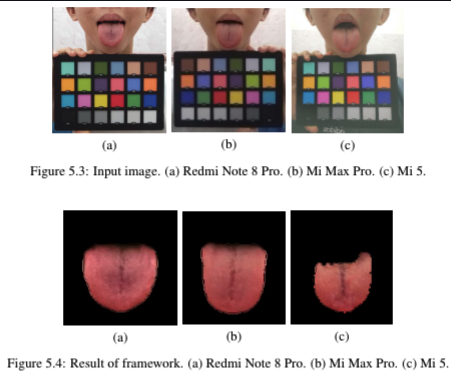 (a)
(b)
(c)
Figure 5.3: Input image. (a) Redmi Note 8 Pro. (b) Mi Max Pro. (c) Mi 5.
(a)
(b)
(c)
Figure 5.4: Result of framework. (a) Redmi Note 8 Pro. (b) Mi Max Pro. (c) Mi 5.